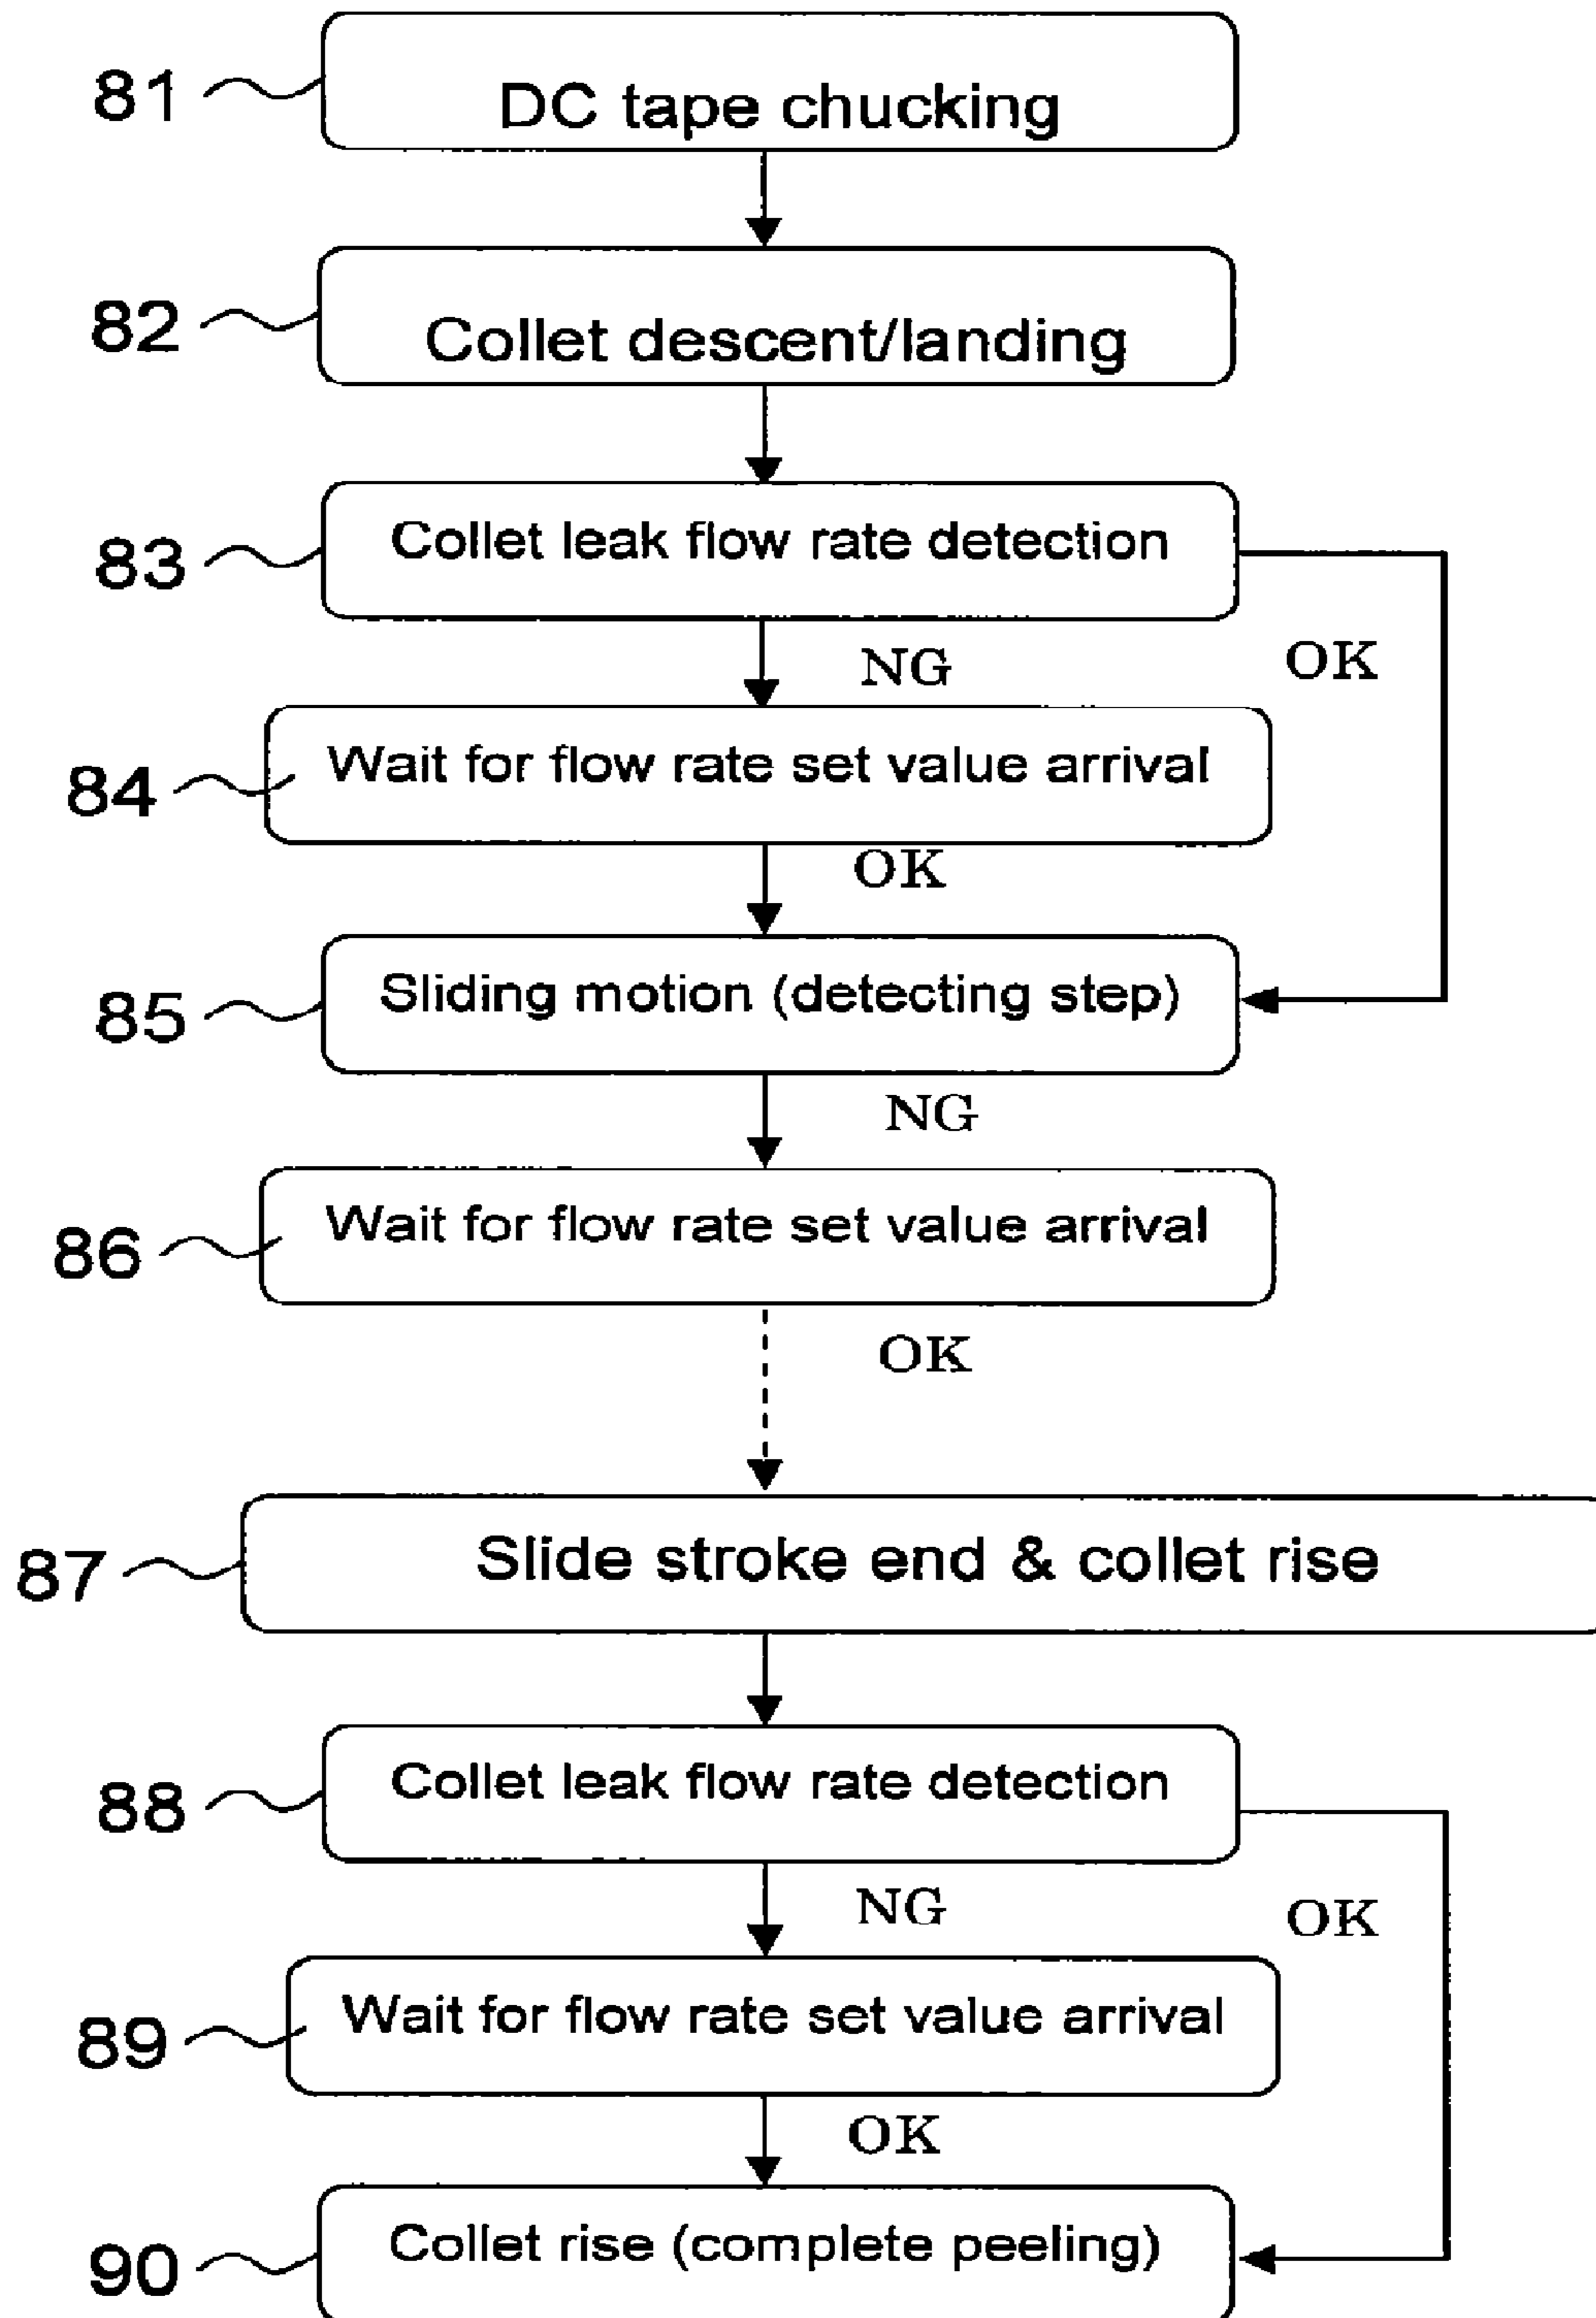 81 DC tape chucking
82 Collet descent/landing
83 Collet leak flow rate detection
NG OK
84 Wait for flow rate set value arrival
OK
85 Sliding motion (detecting step)
NG
86 Wait for flow rate set value arrival
OK
87 Slide stroke end & collet rise
88 Collet leak flow rate detection
NG OK
89 Wait for flow rate set value arrival
OK
90 Collet rise (complete peeling)